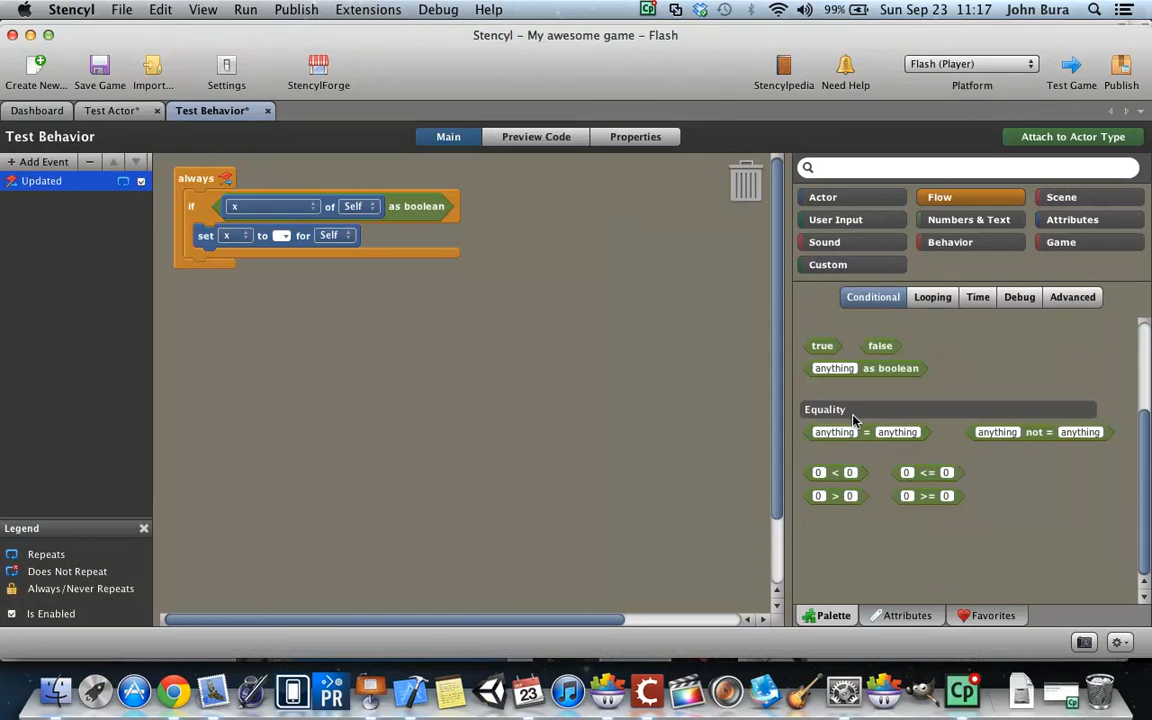 Stencyl File Edit View Run Publish Extensions Debug Help 99% Sun Sep 23 11:17 John Bura
Stencyl - My awesome game - Flash
Create New... Save Game Import... Settings StencylForge Stencylpedia Need Help Flash (Player) Platform Test Game Publish
Dashboard Test Actor* Test Behavior*
Test Behavior Main Preview Code Properties Attach to Actor Type
+ Add Event
Updated
always
if x of Self as boolean
set x to for Self
Actor Flow Scene
User Input Numbers & Text Attributes
Sound Behavior Game
Custom
Conditional Looping Time Debug Advanced
true false
anything as boolean
Equality
anything = anything anything not = anything
0 < 0 0 <= 0
0 > 0 0 >= 0
Legend
Repeats
Does Not Repeat
Always/Never Repeats
Is Enabled
Palette Attributes Favorites
PR
23
Cp